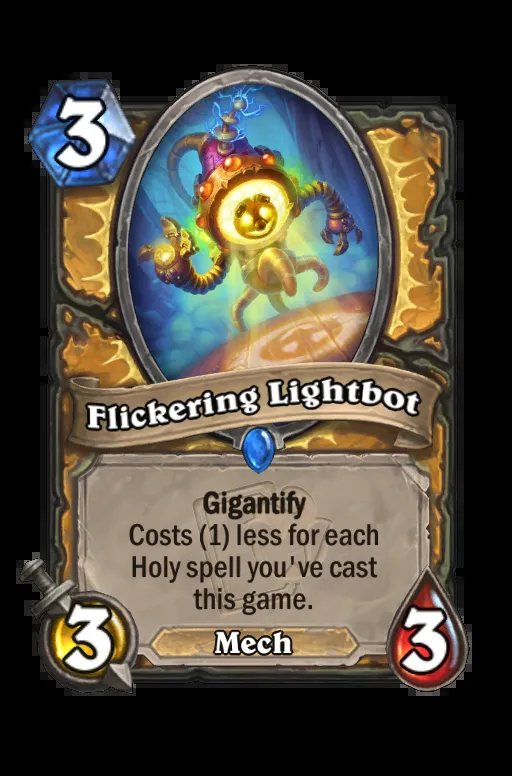 3
Flickering Lightbot
Gigantify
Costs (1) less for each
Holy spell you've cast
this game.
3
Mech
3